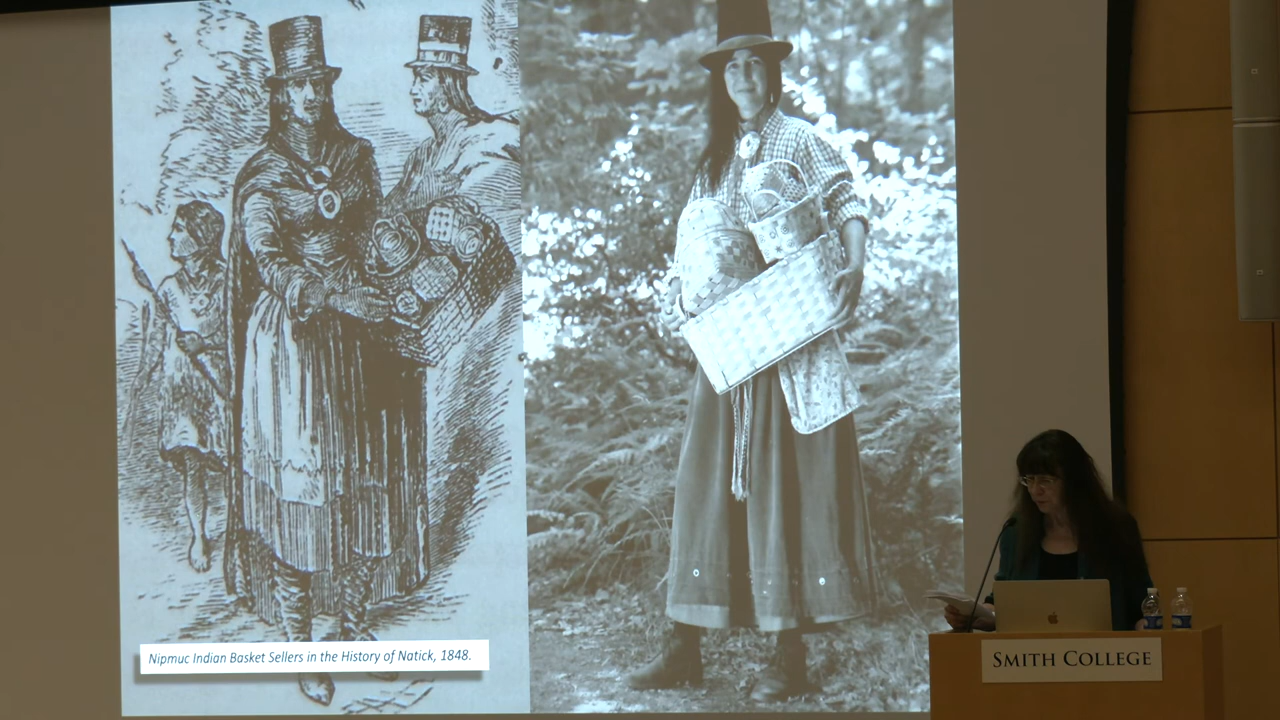 Nipmuc Indian Basket Sellers in the History of Natick, 1848.
SMITH COLLEGE